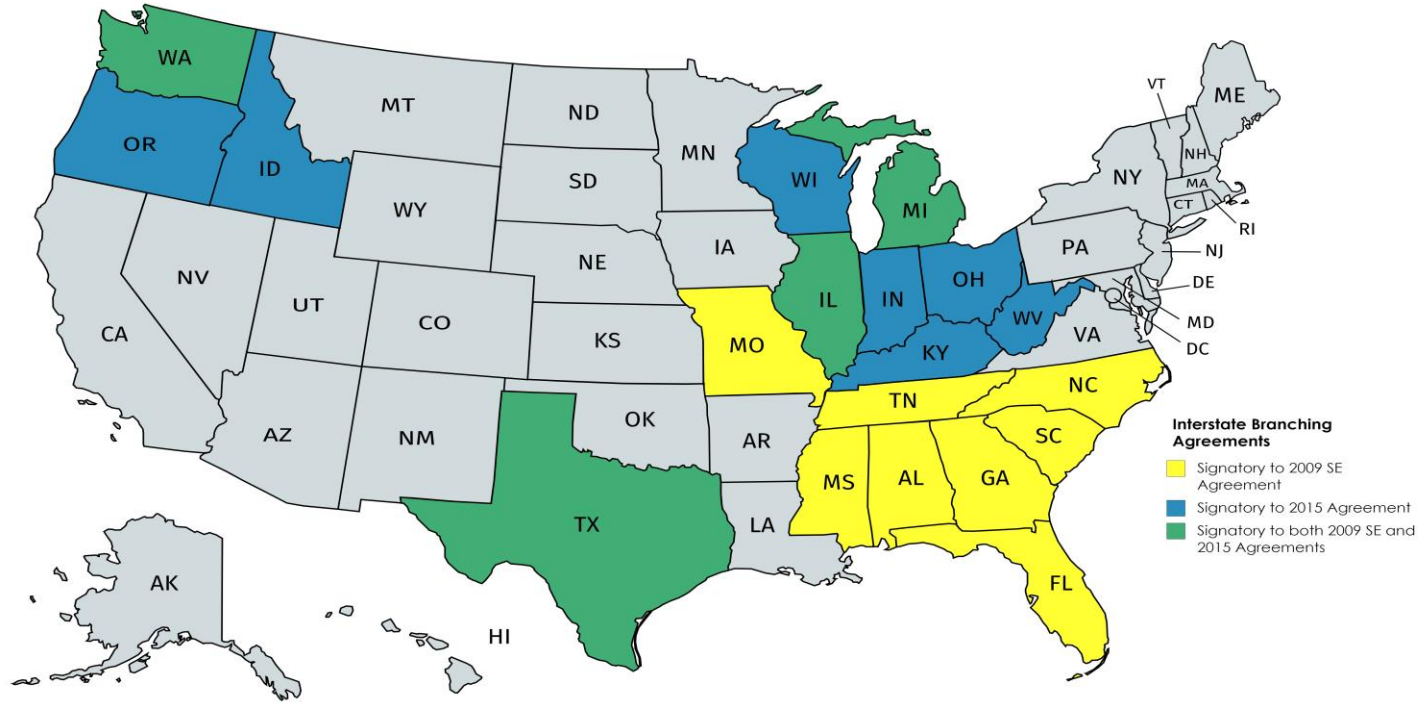 WA
MT
ND
MN
OR
ID
WI
SD
WY
MI
VT
ME
NH
NY
MA
CT
RI
IA
PA
NJ
NE
NV
UT
IL
IN
OH
DE
CO
CA
WV
MD
KS
MO
KY
VA
DC
TN
NC
OK
AZ
NM
AR
SC
MS
AL
GA
TX
LA
FL
AK
HI
Interstate Branching
Agreements
Signatory to 2009 SE
Agreement
Signatory to 2015 Agreement
Signatory to both 2009 SE and
2015 Agreements